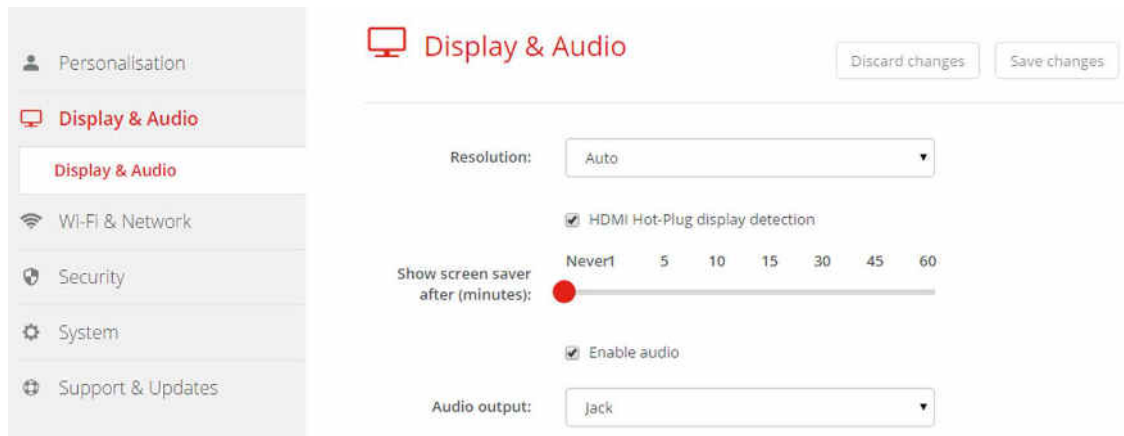 Personalisation
Display & Audio
Display & Audio
Wi-Fi & Network
Security
System
Support & Updates
Display & Audio
Discard changes
Save changes
Resolution:
Auto
HDMI Hot-Plug display detection
Show screen saver
after (minutes):
Never1 5 10 15 30 45 60
Enable audio
Audio output:
Jack